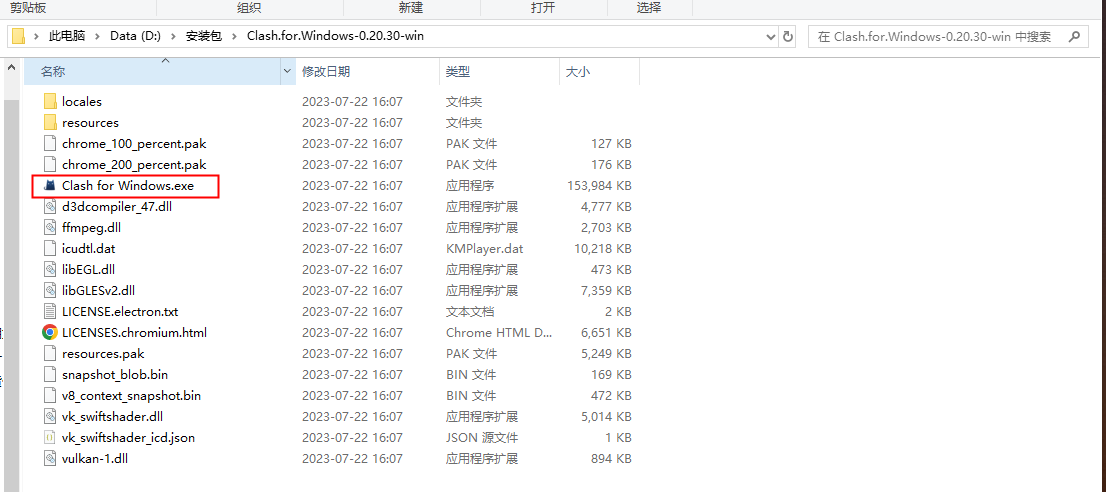 剪贴板 组织 新建 打开 选择
此电脑 Data (D:) 安装包 Clash.for.Windows-0.20.30-win 在 Clash.for.Windows-0.20.30-win 中搜索
名称 修改日期 类型 大小
locales 2023-07-22 16:07 文件夹
resources 2023-07-22 16:07 文件夹
chrome_100_percent.pak 2023-07-22 16:07 PAK 文件 127 KB
chrome_200_percent.pak 2023-07-22 16:07 PAK 文件 176 KB
Clash for Windows.exe 2023-07-22 16:07 应用程序 153,984 KB
d3dcompiler_47.dll 2023-07-22 16:07 应用程序扩展 4,777 KB
ffmpeg.dll 2023-07-22 16:07 应用程序扩展 2,703 KB
icudtl.dat 2023-07-22 16:07 KMPlayer.dat 10,218 KB
libEGL.dll 2023-07-22 16:07 应用程序扩展 473 KB
libGLESv2.dll 2023-07-22 16:07 应用程序扩展 7,359 KB
LICENSE.electron.txt 2023-07-22 16:07 文本文档 2 KB
LICENSES.chromium.html 2023-07-22 16:07 Chrome HTML D... 6,651 KB
resources.pak 2023-07-22 16:07 PAK 文件 5,249 KB
snapshot_blob.bin 2023-07-22 16:07 BIN 文件 169 KB
v8_context_snapshot.bin 2023-07-22 16:07 BIN 文件 472 KB
vk_swiftshader.dll 2023-07-22 16:07 应用程序扩展 5,014 KB
vk_swiftshader_icd.json 2023-07-22 16:07 JSON 源文件 1 KB
vulkan-1.dll 2023-07-22 16:07 应用程序扩展 894 KB